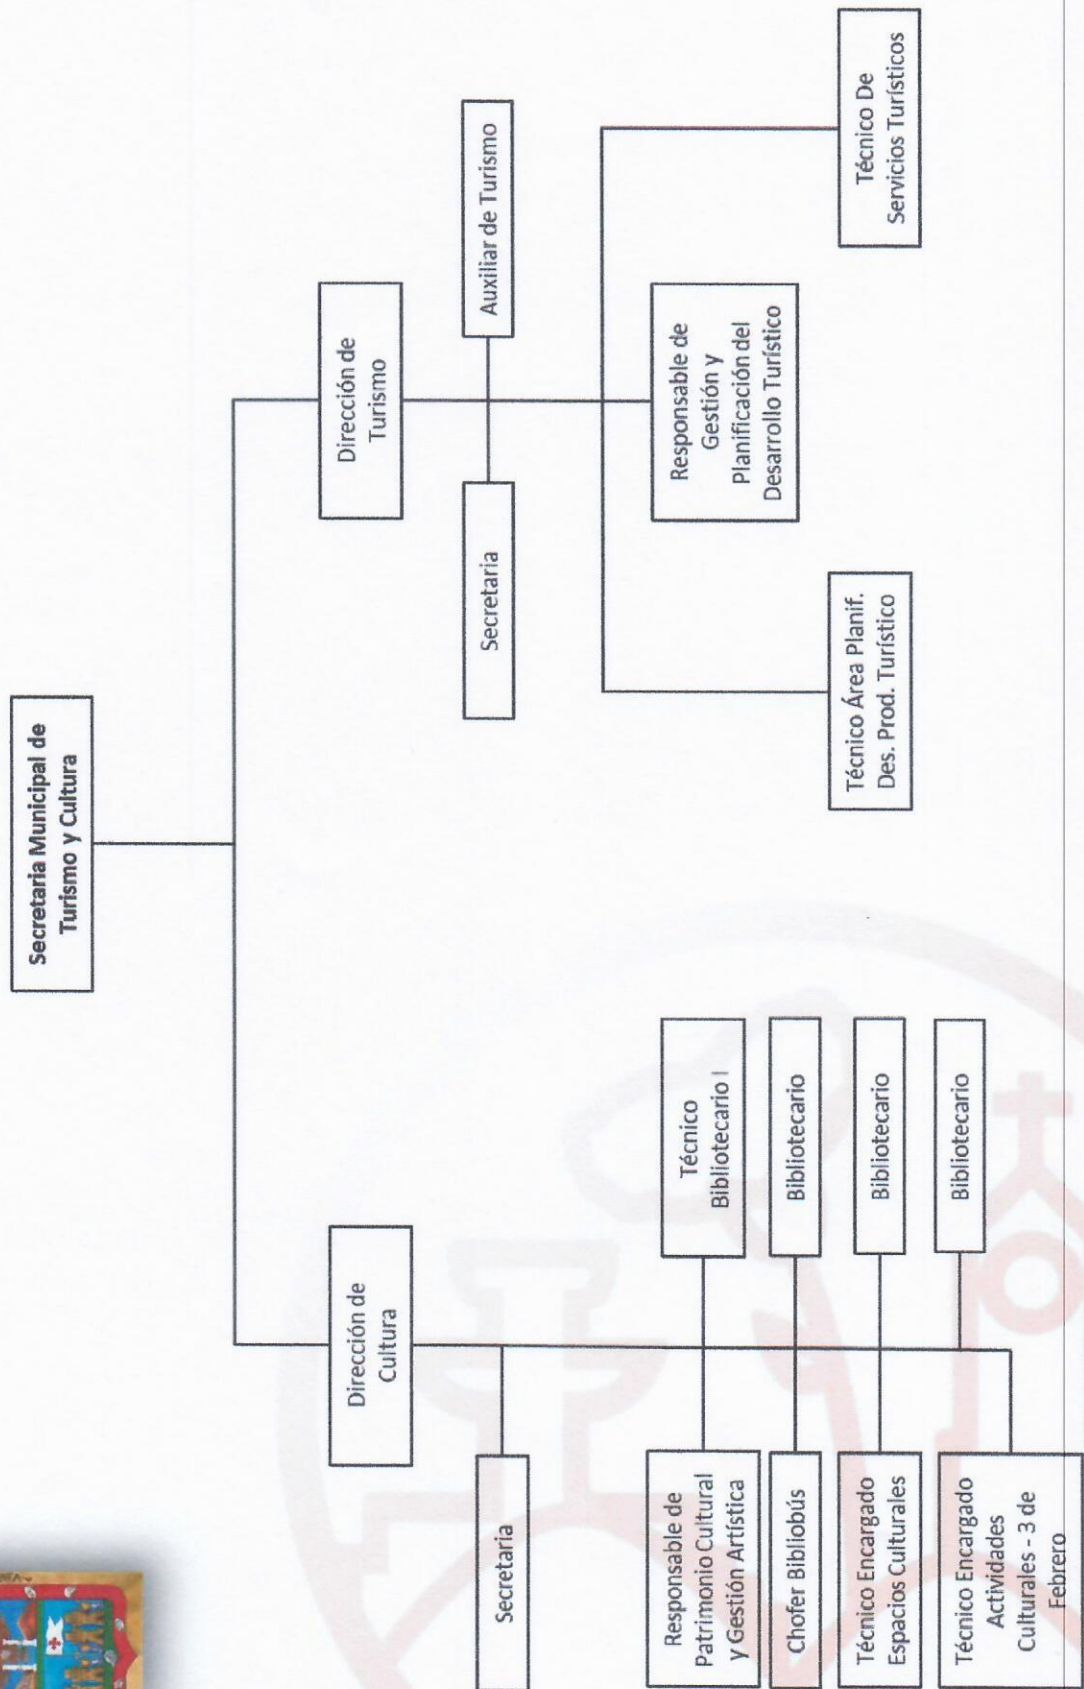 Secretaria Municipal de
Turismo y Cultura
Dirección de
Cultura
Dirección de
Turismo
Secretaria
Secretaria
Auxiliar de Turismo
Responsable de
Patrimonio Cultural
y Gestión Artística
Técnico
Bibliotecario I
Chofer Bibliobús
Bibliotecario
Técnico Encargado
Espacios Culturales
Bibliotecario
Técnico Encargado
Actividades
Culturales - 3 de
Febrero
Bibliotecario
Responsable de
Gestión y
Planificación del
Desarrollo Turístico
Técnico Área Planif.
Des. Prod. Turístico
Técnico De
Servicios Turísticos